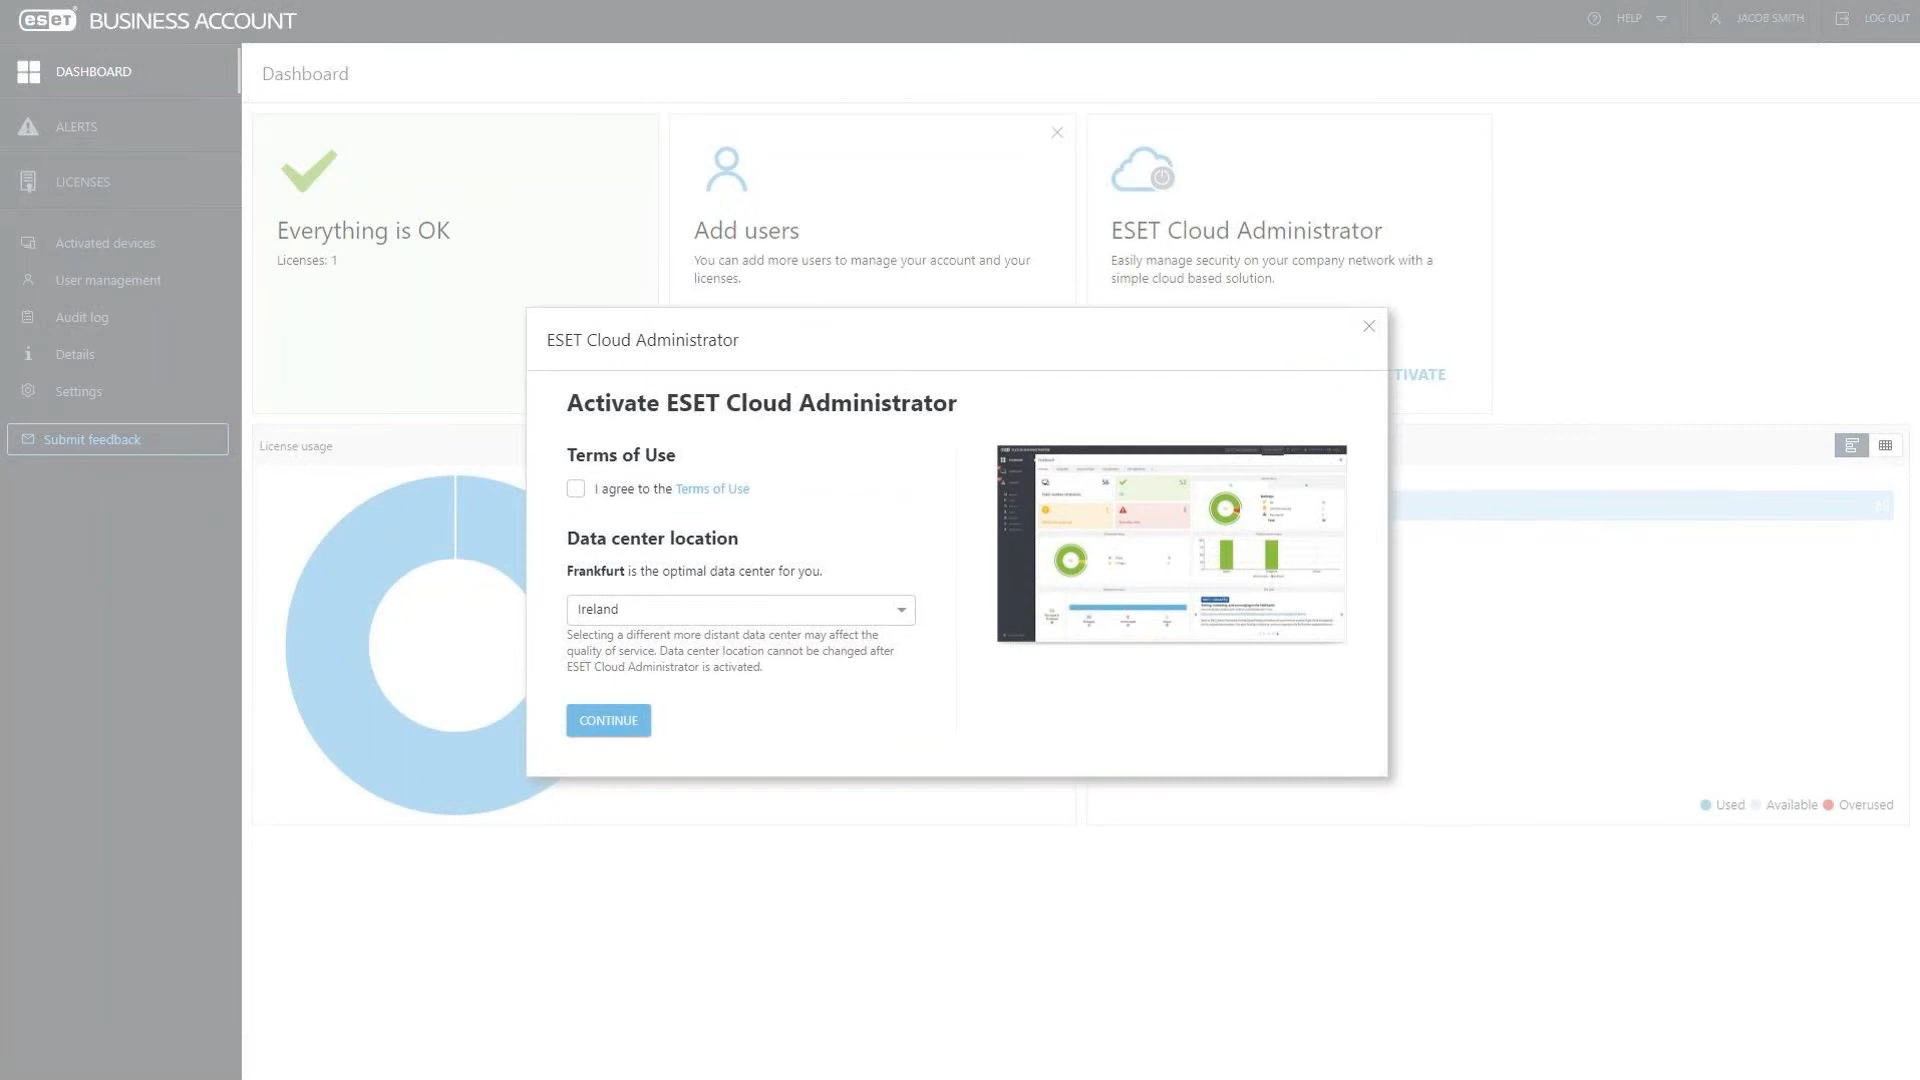 eset BUSINESS ACCOUNT
HELP
JACOB SMITH
LOG OUT
DASHBOARD
ALERTS
LICENSES
Activated devices
User management
Audit log
Details
Settings
Submit feedback
Dashboard
Everything is OK
Licenses: 1
Add users
You can add more users to manage your account and your
licenses.
ESET Cloud Administrator
Easily manage security on your company network with a
simple cloud based solution.
TIVATE
License usage
Used
Available
Overused
ESET Cloud Administrator
Activate ESET Cloud Administrator
Terms of Use
I agree to the Terms of Use
Data center location
Frankfurt is the optimal data center for you.
Ireland
Selecting a different more distant data center may affect the
quality of service. Data center location cannot be changed after
ESET Cloud Administrator is activated.
CONTINUE